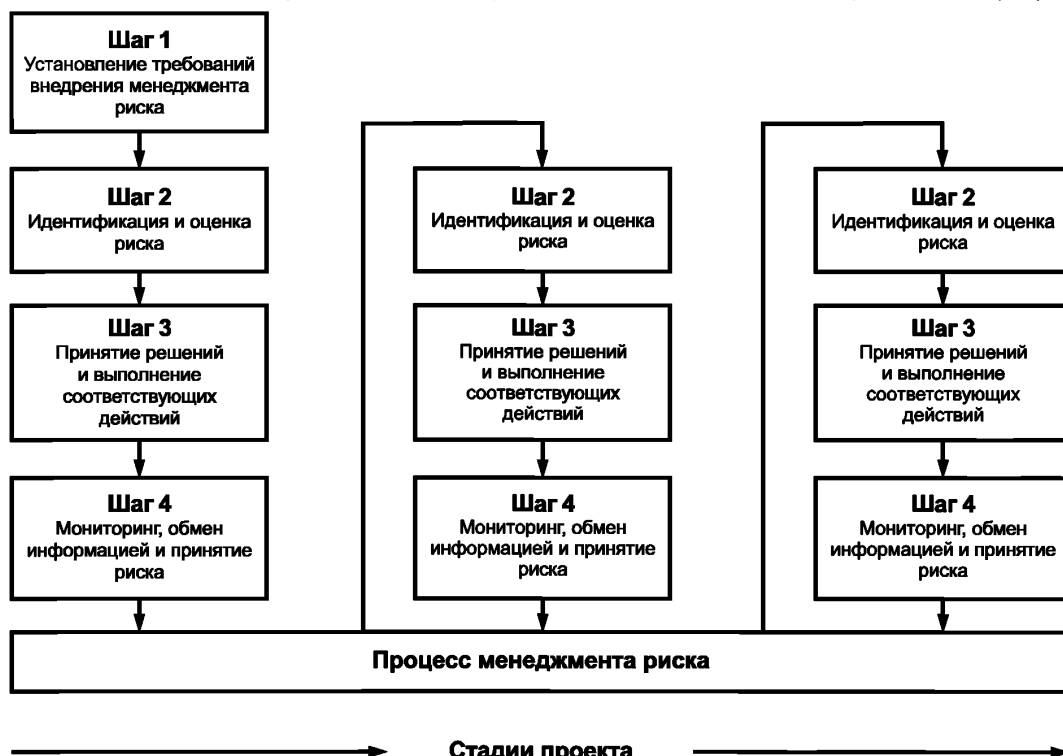 Шаг 1
Установление требований
внедрения менеджмента
риска
Шаг 2
Идентификация и оценка
риска
Шаг 3
Принятие решений
и выполнение
соответствующих
действий
Шаг 4
Мониторинг, обмен
информацией и принятие
риска
Шаг 2
Идентификация и оценка
риска
Шаг 3
Принятие решений
и выполнение
соответствующих
действий
Шаг 4
Мониторинг, обмен
информацией и принятие
риска
Шаг 2
Идентификация и оценка
риска
Шаг 3
Принятие решений
и выполнение
соответствующих
действий
Шаг 4
Мониторинг, обмен
информацией и принятие
риска
Процесс менеджмента риска
Стадии проекта